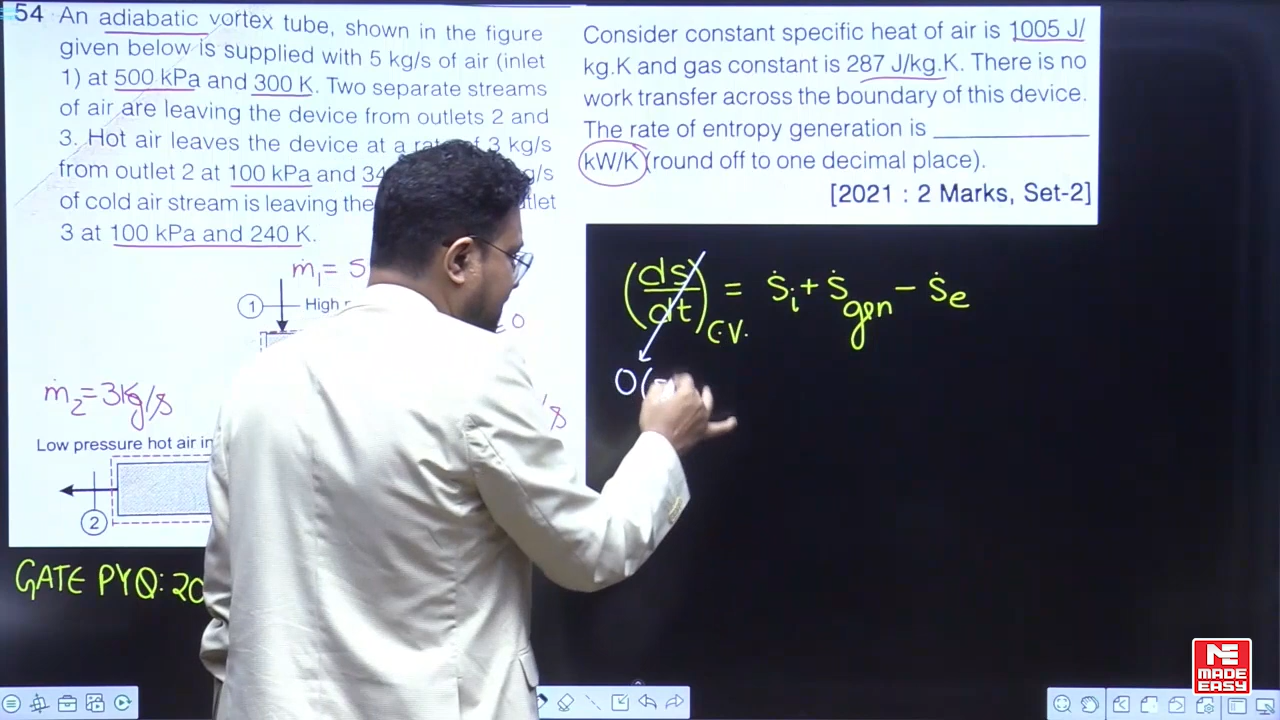 54 An adiabatic vortex tube, shown in the figure
given below is supplied with 5 kg/s of air (inlet
1) at 500 kPa and 300 K. Two separate streams
of air are leaving the device from outlets 2 and
3. Hot air leaves the device at a rate of 3 kg/s
from outlet 2 at 100 kPa and
of cold air stream is leaving the
3 at 100 kPa and 240 K.
ṁ1 = 5
1 High
0
ṁ2 = 3kg/s
Low pressure hot air in
2
GATE PYQ: 20
Consider constant specific heat of air is 1005 J/
kg.K and gas constant is 287 J/kg.K. There is no
work transfer across the boundary of this device.
The rate of entropy generation is ____________
kW/K (round off to one decimal place).
[2021 : 2 Marks, Set-2]
(ds/dt)C.V. = Ṡi + Ṡgen − Ṡe
0(
MADE
EASY